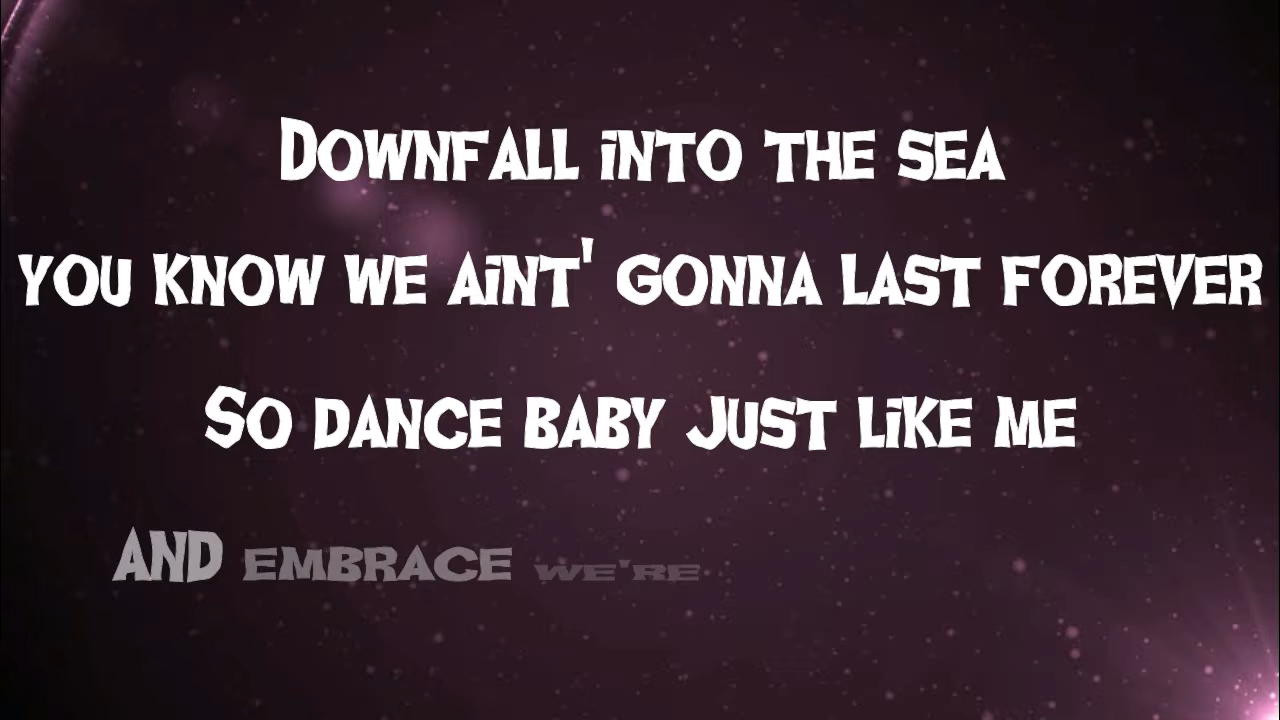 Downfall into the sea
you know we aint' gonna last forever
So dance baby just like me
and embrace we're